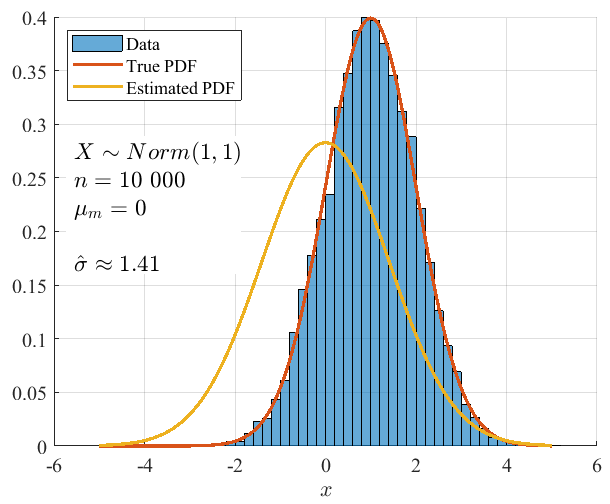 0.4
0.35
0.3
0.25
0.2
0.15
0.1
0.05
0
Data
True PDF
Estimated PDF
X ∼ Norm(1, 1)
n = 10 000
μₘ = 0
σ̂ ≈ 1.41
-6 -4 -2 0 2 4 6
x